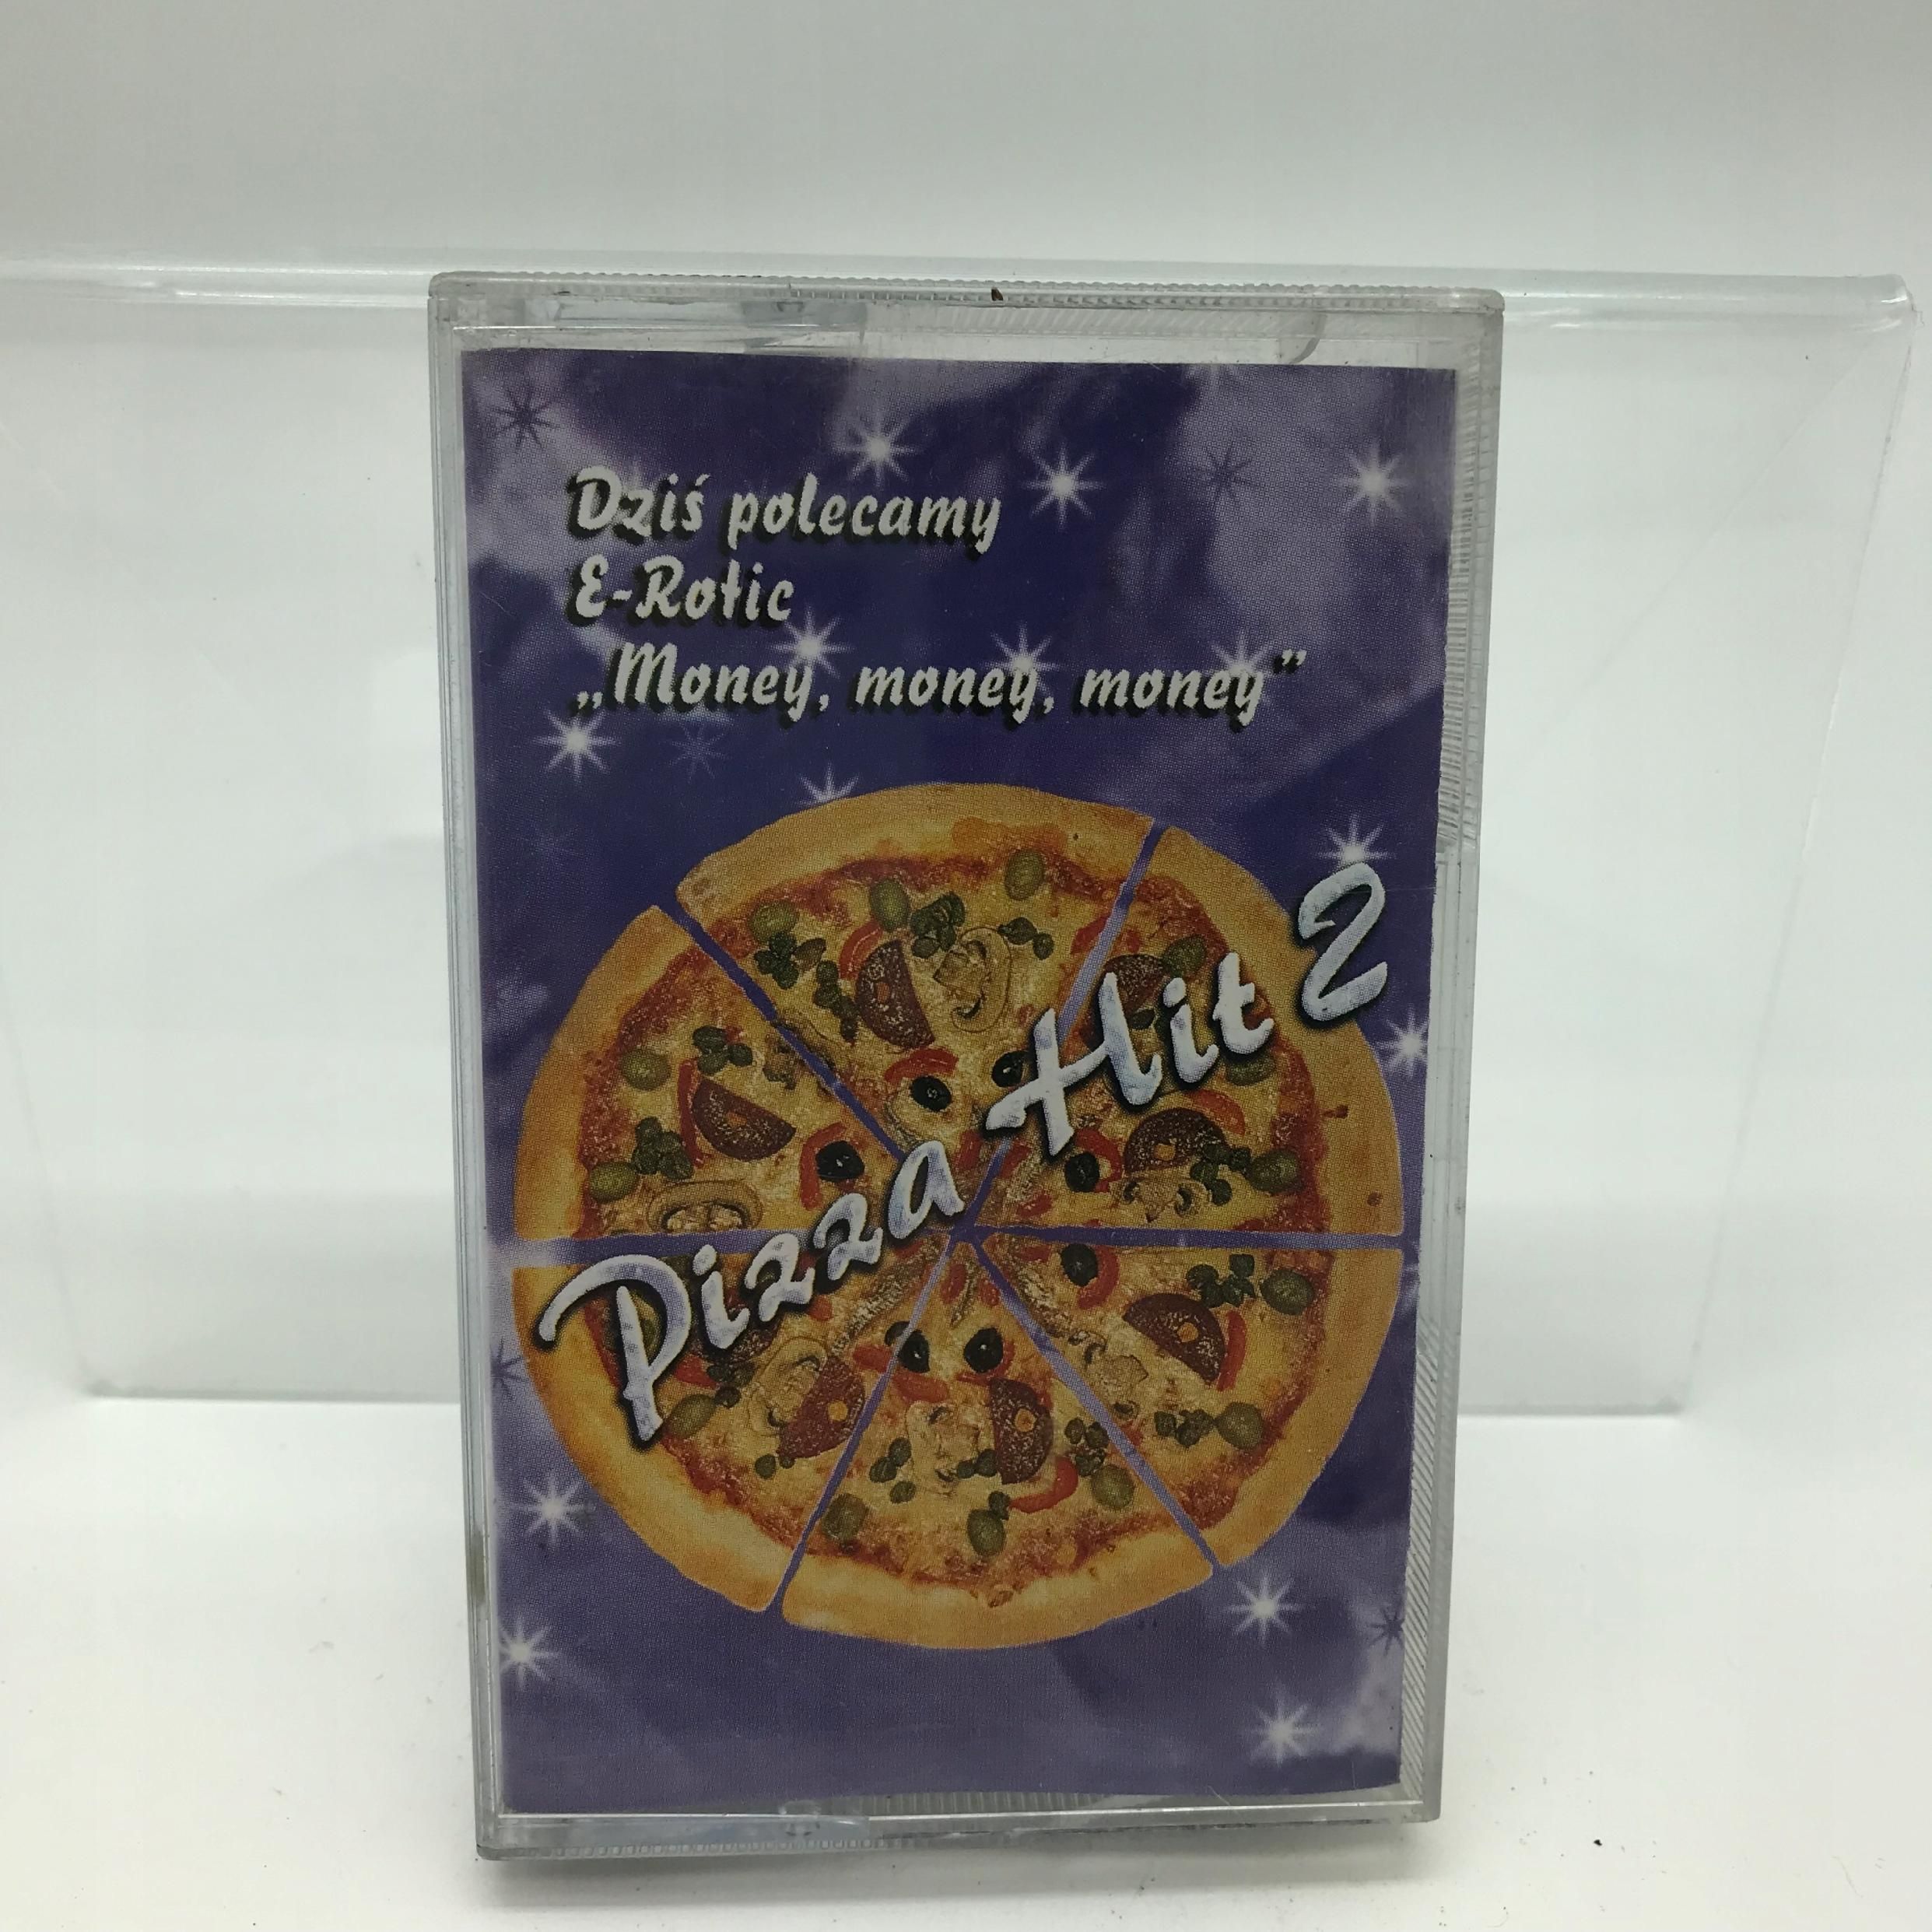 Dziś polecamy
E-Rotic
„Money, money, money”
Pizza Hit 2